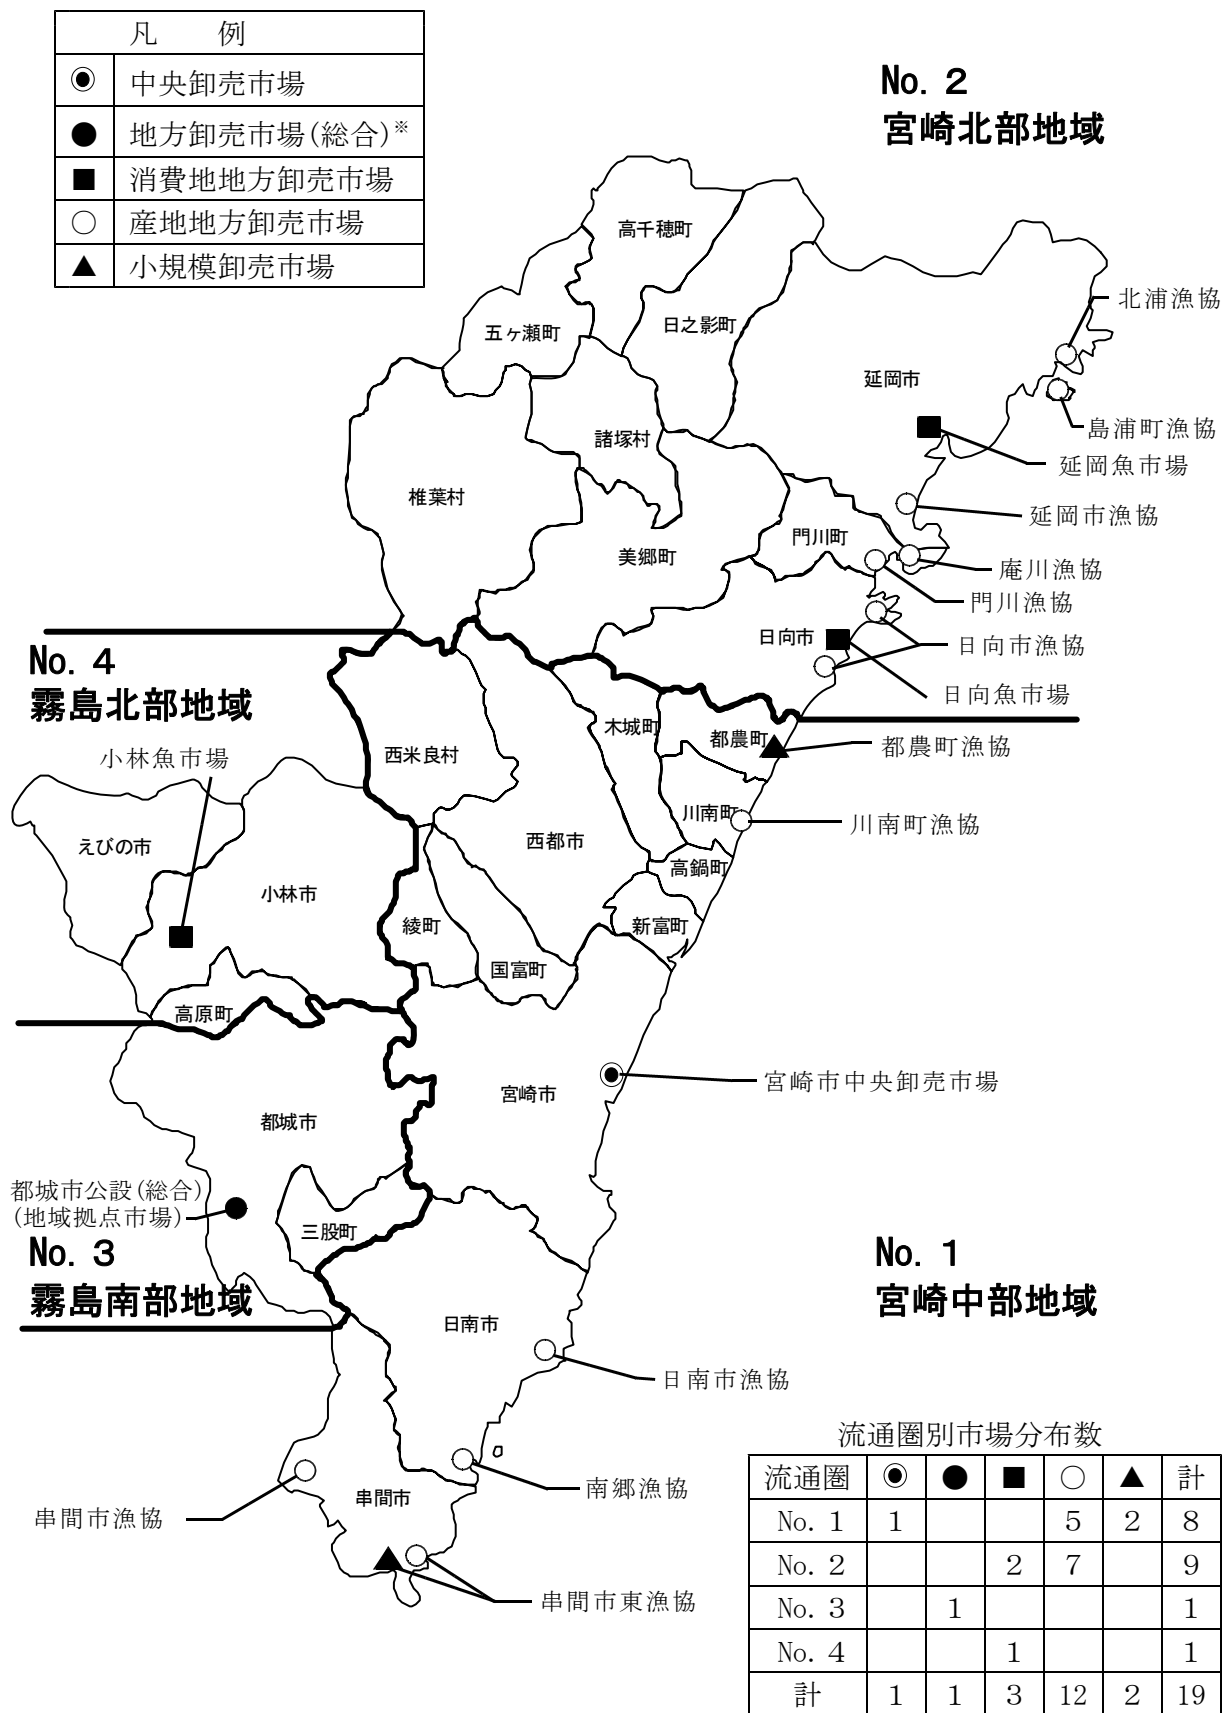 凡　例
◉ 中央卸売市場
● 地方卸売市場(総合)※
■ 消費地地方卸売市場
○ 産地地方卸売市場
▲ 小規模卸売市場
No. 2
宮崎北部地域
高千穂町
北浦漁協
日之影町
五ヶ瀬町
延岡市
島浦町漁協
諸塚村
延岡魚市場
椎葉村
延岡市漁協
門川町
美郷町
庵川漁協
門川漁協
日向市
日向市漁協
No. 4
霧島北部地域
日向魚市場
木城町
都農町
都農町漁協
小林魚市場
西米良村
川南町
川南町漁協
えびの市
西都市
高鍋町
小林市
綾町
新富町
国富町
高原町
宮崎市
宮崎市中央卸売市場
都城市
都城市公設(総合)
(地域拠点市場)
三股町
No. 3
霧島南部地域
No. 1
宮崎中部地域
日南市
日南市漁協
南郷漁協
串間市
串間市漁協
串間市東漁協
流通圏別市場分布数
流通圏 ◉ ● ■ ○ ▲ 計
No. 1 1 5 2 8
No. 2 2 7 9
No. 3 1 1
No. 4 1 1
計 1 1 3 12 2 19